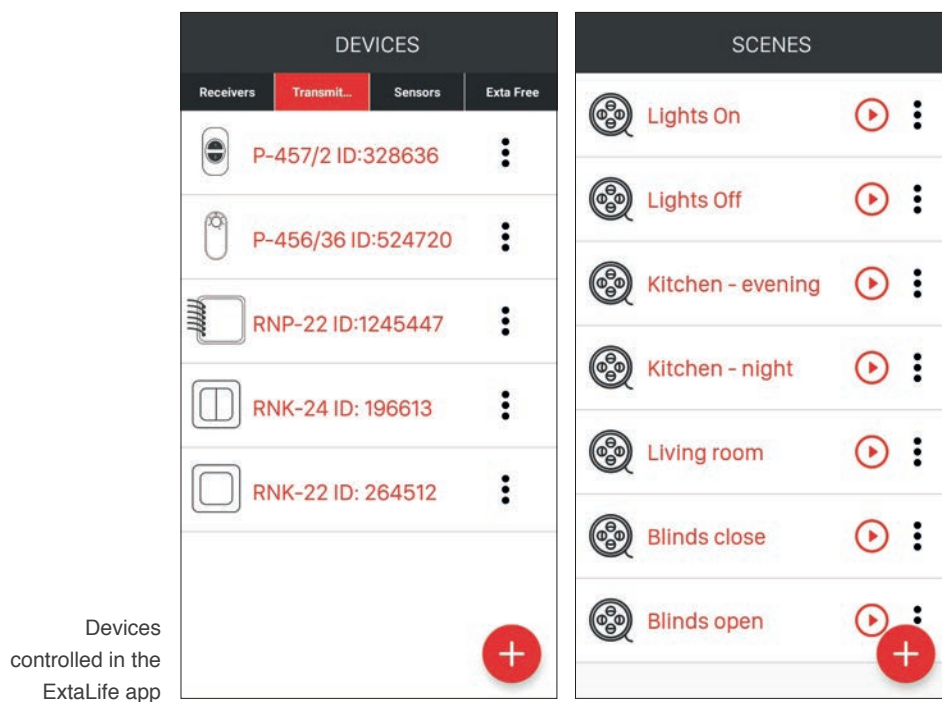 DEVICES
Receivers
Transmit...
Sensors
Exta Free
P-457/2 ID:328636
P-456/36 ID:524720
RNP-22 ID:1245447
RNK-24 ID: 196613
RNK-22 ID: 264512
SCENES
Lights On
Lights Off
Kitchen - evening
Kitchen - night
Living room
Blinds close
Blinds open
Devices
controlled in the
ExtaLife app